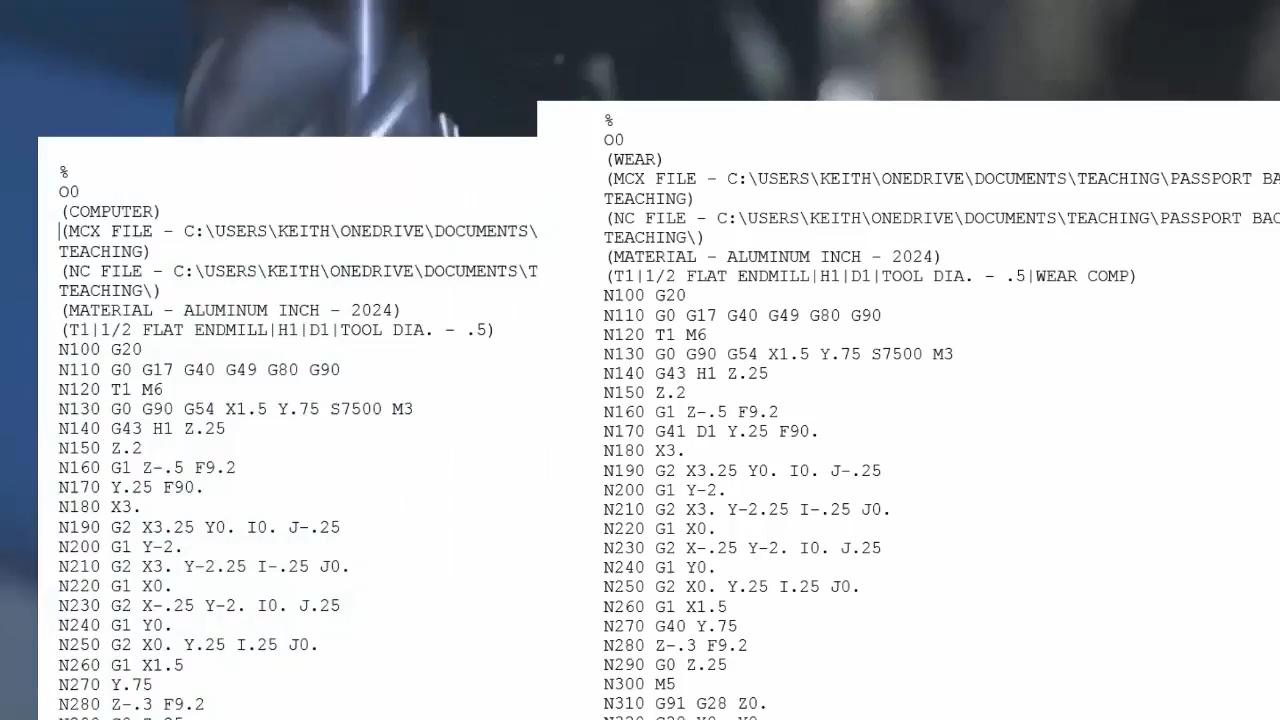 %
O0
(COMPUTER)
(MCX FILE - C:\USERS\KEITH\ONEDRIVE\DOCUMENTS\
TEACHING)
(NC FILE - C:\USERS\KEITH\ONEDRIVE\DOCUMENTS\T
TEACHING\)
(MATERIAL - ALUMINUM INCH - 2024)
(T1|1/2 FLAT ENDMILL|H1|D1|TOOL DIA. - .5)
N100 G20
N110 G0 G17 G40 G49 G80 G90
N120 T1 M6
N130 G0 G90 G54 X1.5 Y.75 S7500 M3
N140 G43 H1 Z.25
N150 Z.2
N160 G1 Z-.5 F9.2
N170 Y.25 F90.
N180 X3.
N190 G2 X3.25 Y0. I0. J-.25
N200 G1 Y-2.
N210 G2 X3. Y-2.25 I-.25 J0.
N220 G1 X0.
N230 G2 X-.25 Y-2. I0. J.25
N240 G1 Y0.
N250 G2 X0. Y.25 I.25 J0.
N260 G1 X1.5
N270 Y.75
N280 Z-.3 F9.2
%
O0
(WEAR)
(MCX FILE - C:\USERS\KEITH\ONEDRIVE\DOCUMENTS\TEACHING\PASSPORT BA
TEACHING)
(NC FILE - C:\USERS\KEITH\ONEDRIVE\DOCUMENTS\TEACHING\PASSPORT BAC
TEACHING\)
(MATERIAL - ALUMINUM INCH - 2024)
(T1|1/2 FLAT ENDMILL|H1|D1|TOOL DIA. - .5|WEAR COMP)
N100 G20
N110 G0 G17 G40 G49 G80 G90
N120 T1 M6
N130 G0 G90 G54 X1.5 Y.75 S7500 M3
N140 G43 H1 Z.25
N150 Z.2
N160 G1 Z-.5 F9.2
N170 G41 D1 Y.25 F90.
N180 X3.
N190 G2 X3.25 Y0. I0. J-.25
N200 G1 Y-2.
N210 G2 X3. Y-2.25 I-.25 J0.
N220 G1 X0.
N230 G2 X-.25 Y-2. I0. J.25
N240 G1 Y0.
N250 G2 X0. Y.25 I.25 J0.
N260 G1 X1.5
N270 G40 Y.75
N280 Z-.3 F9.2
N290 G0 Z.25
N300 M5
N310 G91 G28 Z0.